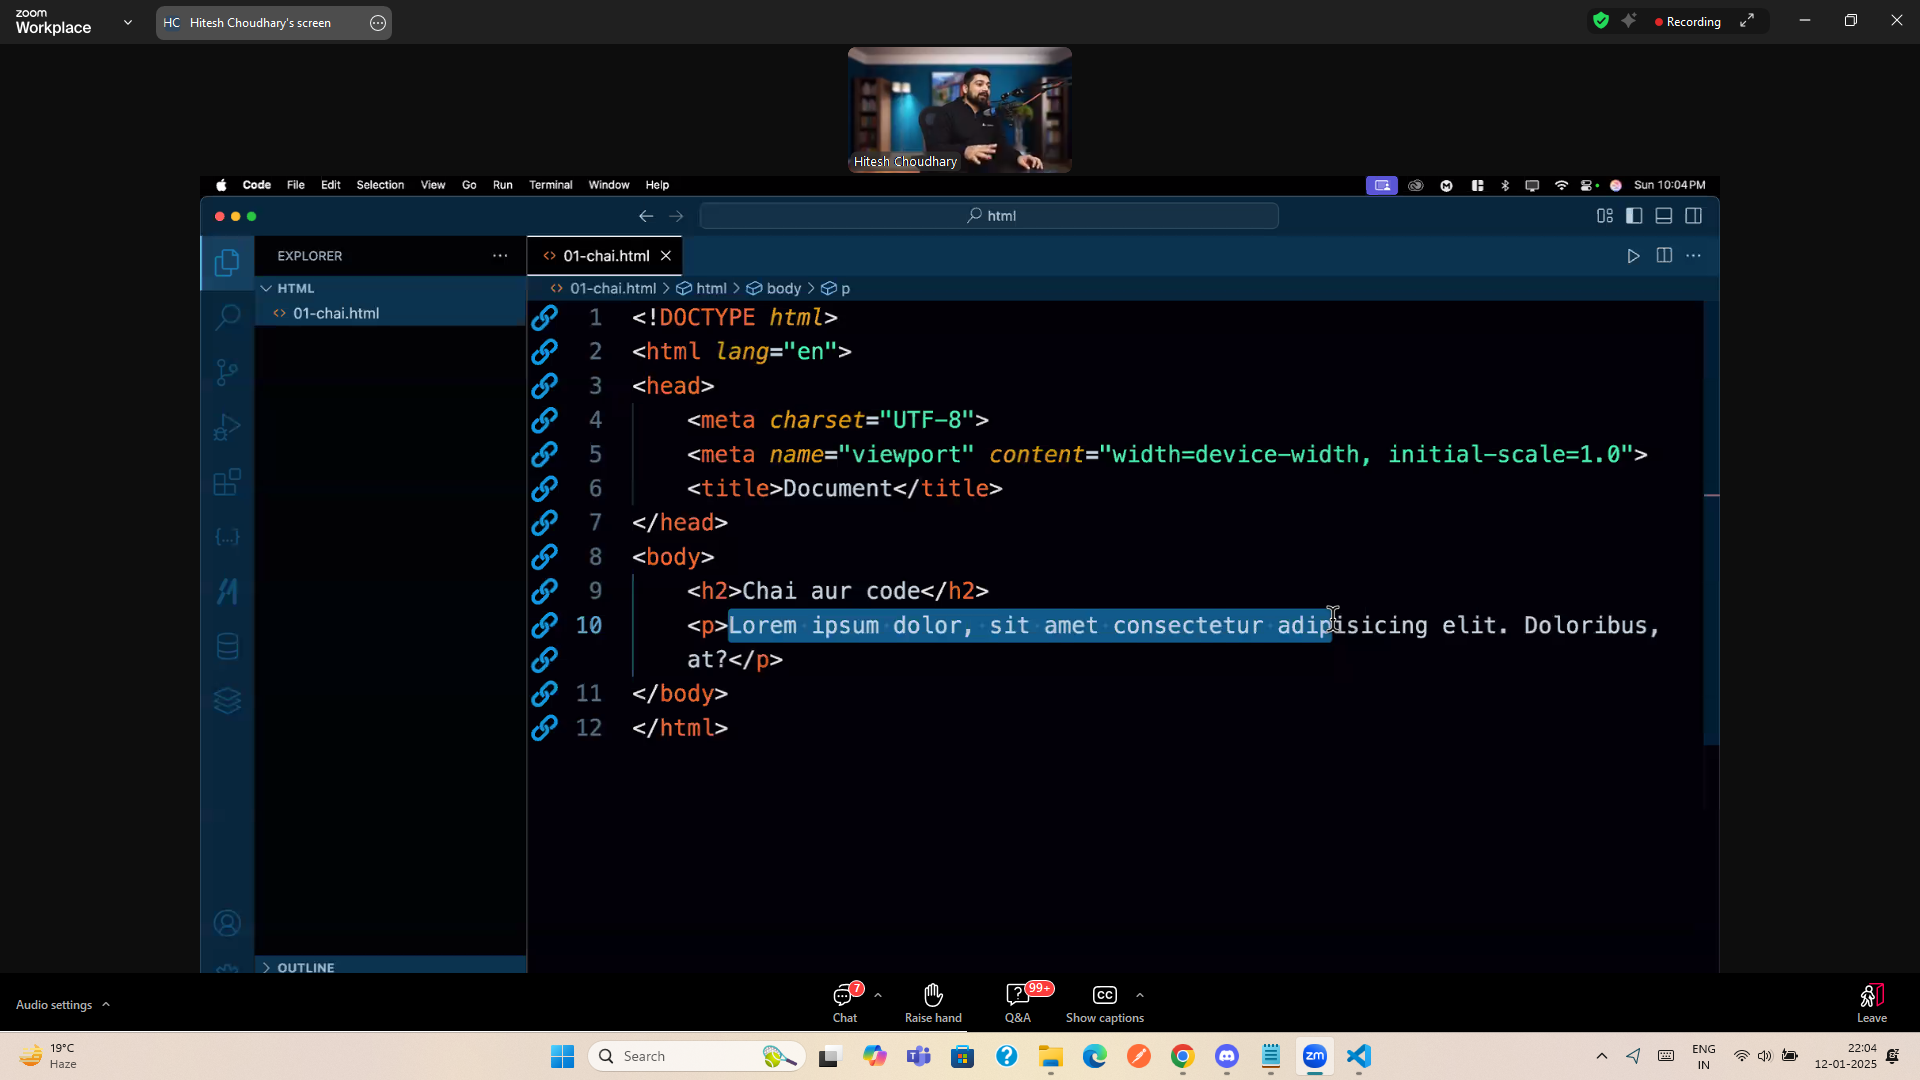 zoom
Workplace
HC Hitesh Choudhary's screen
Recording
Hitesh Choudhary
Code File Edit Selection View Go Run Terminal Window Help
Sun 10:04 PM
html
EXPLORER
01-chai.html
HTML
01-chai.html > html > body > p
01-chai.html
1 <!DOCTYPE html>
2 <html lang="en">
3 <head>
4 <meta charset="UTF-8">
5 <meta name="viewport" content="width=device-width, initial-scale=1.0">
6 <title>Document</title>
7 </head>
8 <body>
9 <h2>Chai aur code</h2>
10 <p>Lorem ipsum dolor, sit amet consectetur adipisicing elit. Doloribus,
at?</p>
11 </body>
12 </html>
OUTLINE
Audio settings
7
Chat
Raise hand
99+
Q&A
CC
Show captions
Leave
19°C
Haze
Search
zm
ENG
IN
22:04
12-01-2025